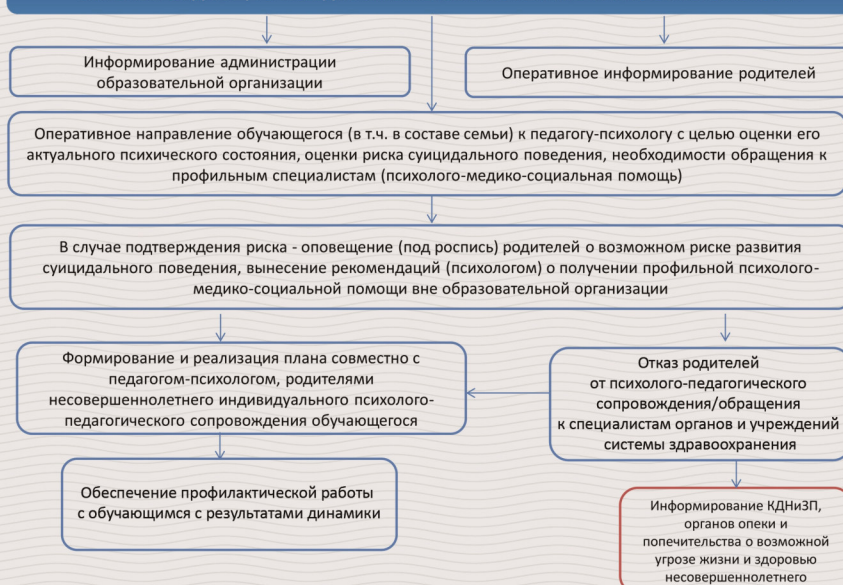 Информирование администрации
образовательной организации
Оперативное информирование родителей
Оперативное направление обучающегося (в т.ч. в составе семьи) к педагогу-психологу с целью оценки его
актуального психического состояния, оценки риска суицидального поведения, необходимости обращения к
профильным специалистам (психолого-медико-социальная помощь)
В случае подтверждения риска - оповещение (под роспись) родителей о возможном риске развития
суицидального поведения, вынесение рекомендаций (психологом) о получении профильной психолого-
медико-социальной помощи вне образовательной организации
Формирование и реализация плана совместно с
педагогом-психологом, родителями
несовершеннолетнего индивидуального психолого-
педагогического сопровождения обучающегося
Отказ родителей
от психолого-педагогического
сопровождения/обращения
к специалистам органов и учреждений
системы здравоохранения
Обеспечение профилактической работы
с обучающимся с результатами динамики
Информирование КДНиЗП,
органов опеки и
попечительства о возможной
угрозе жизни и здоровью
несовершеннолетнего